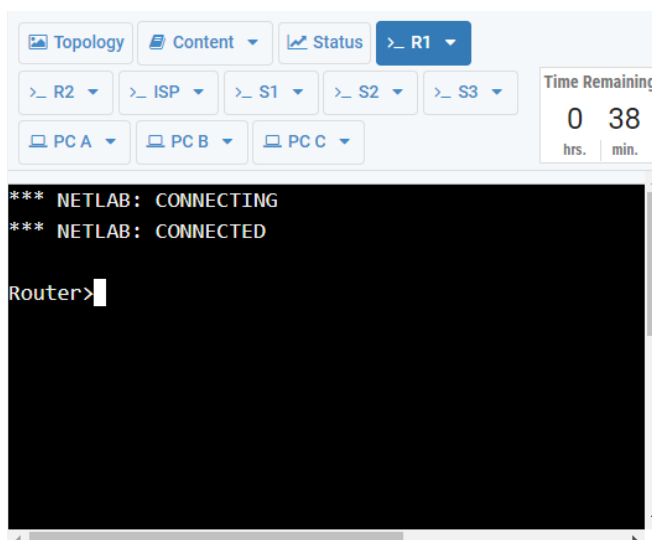 Topology Content Status >_ R1
>_ R2 >_ ISP >_ S1 >_ S2 >_ S3
PC A PC B PC C
Time Remaining
0 38
hrs. min.
*** NETLAB: CONNECTING
*** NETLAB: CONNECTED
Router>